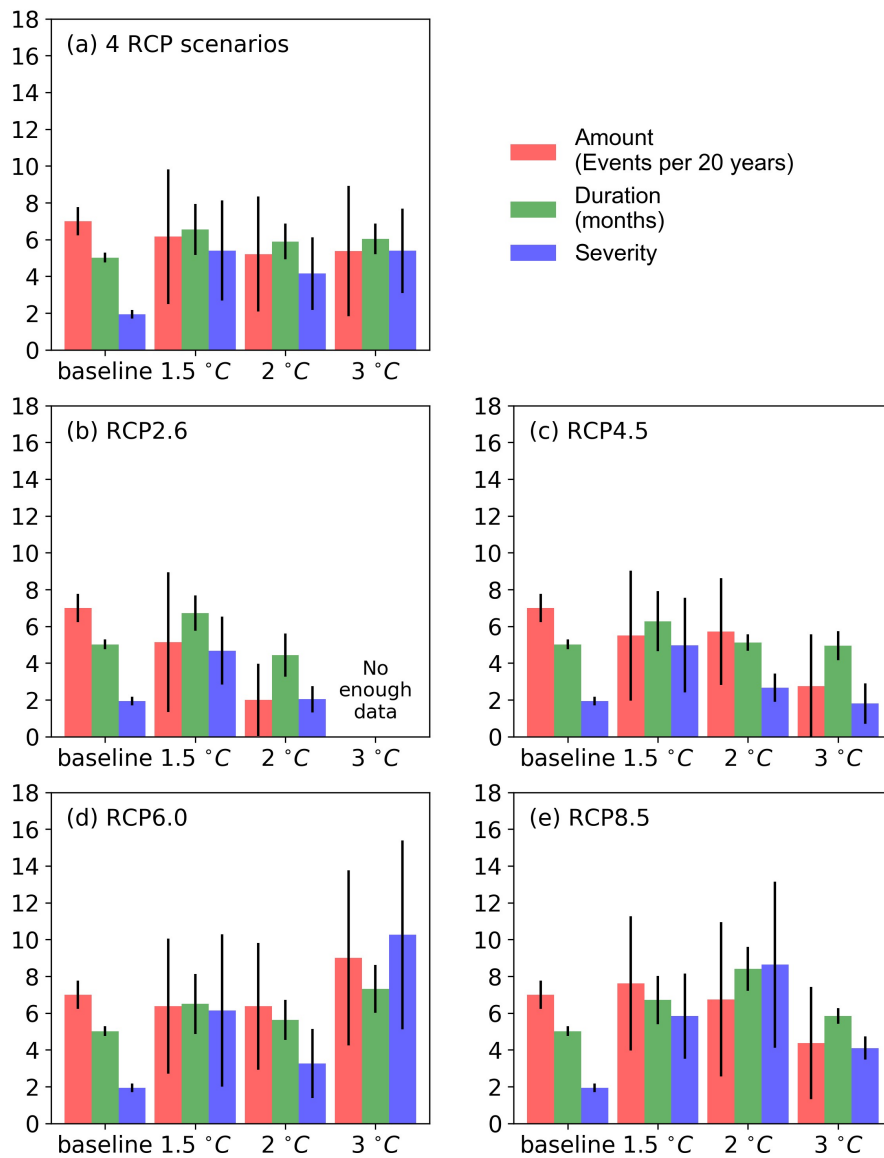 18
16
14
12
10
8
6
4
2
0
(a) 4 RCP scenarios
baseline 1.5 °C 2 °C 3 °C
Amount
(Events per 20 years)
Duration
(months)
Severity
18
16
14
12
10
8
6
4
2
0
(b) RCP2.6
No
enough
data
baseline 1.5 °C 2 °C 3 °C
18
16
14
12
10
8
6
4
2
0
(c) RCP4.5
baseline 1.5 °C 2 °C 3 °C
18
16
14
12
10
8
6
4
2
0
(d) RCP6.0
baseline 1.5 °C 2 °C 3 °C
18
16
14
12
10
8
6
4
2
0
(e) RCP8.5
baseline 1.5 °C 2 °C 3 °C